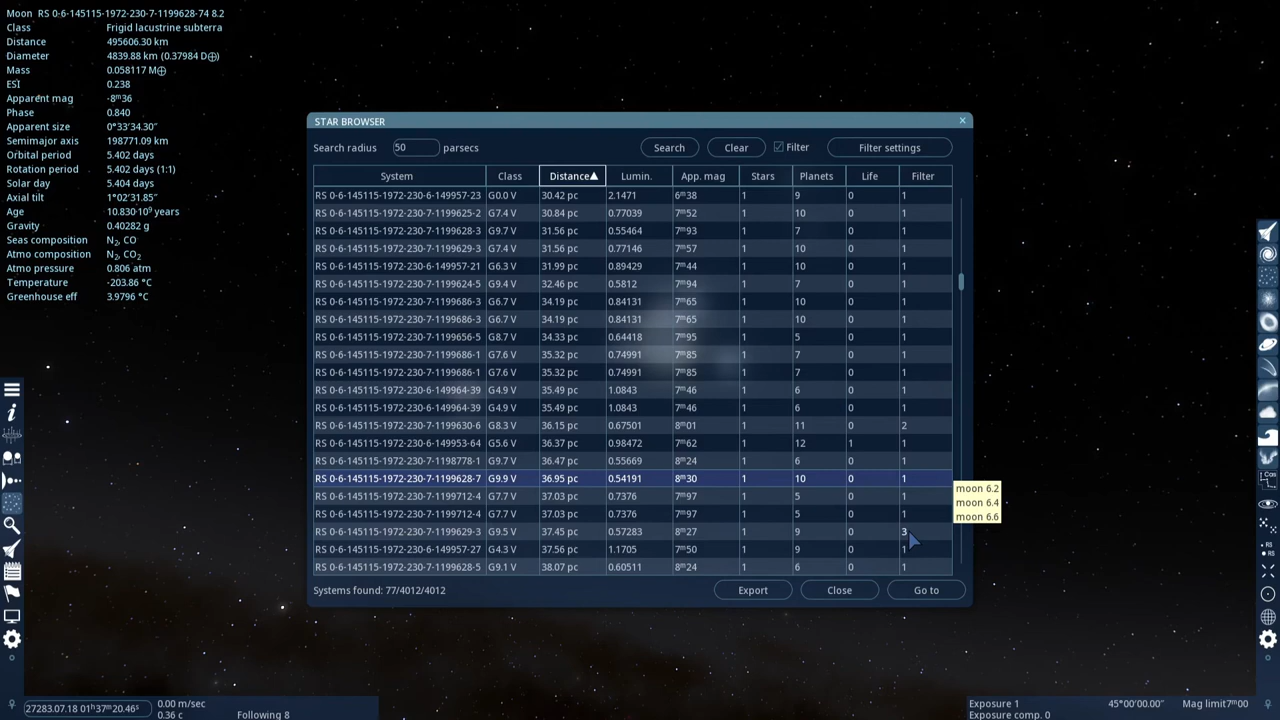 Moon RS 0-6-145115-1972-230-7-1199628-74 8.2
Class Frigid lacustrine subterra
Distance 495606.30 km
Diameter 4839.88 km (0.37984 D⊕)
Mass 0.058117 M⊕
ESI 0.238
Apparent mag -8ᵐ36
Phase 0.840
Apparent size 0°33′34.30″
Semimajor axis 198771.09 km
Orbital period 5.402 days
Rotation period 5.402 days (1:1)
Solar day 5.404 days
Axial tilt 1°02′31.85″
Age 10.830·10⁹ years
Gravity 0.40282 g
Seas composition N₂, CO
Atmo composition N₂, CO₂
Atmo pressure 0.806 atm
Temperature -203.86 °C
Greenhouse eff 3.9796 °C
STAR BROWSER
Search radius 50 parsecs Search Clear Filter Filter settings
System Class Distance▲ Lumin. App. mag Stars Planets Life Filter
RS 0-6-145115-1972-230-6-149957-23 G0.0 V 30.42 pc 2.1471 6ᵐ38 1 9 0 1
RS 0-6-145115-1972-230-7-1199625-2 G7.4 V 30.84 pc 0.77039 7ᵐ52 1 10 0 1
RS 0-6-145115-1972-230-7-1199628-3 G9.7 V 31.56 pc 0.55464 7ᵐ93 1 7 0 1
RS 0-6-145115-1972-230-7-1199629-3 G7.4 V 31.56 pc 0.77146 7ᵐ57 1 10 0 1
RS 0-6-145115-1972-230-6-149957-21 G6.3 V 31.99 pc 0.89429 7ᵐ44 1 10 0 1
RS 0-6-145115-1972-230-7-1199624-5 G9.4 V 32.46 pc 0.5812 7ᵐ94 1 7 0 1
RS 0-6-145115-1972-230-7-1199686-3 G6.7 V 34.19 pc 0.84131 7ᵐ65 1 10 0 1
RS 0-6-145115-1972-230-7-1199686-3 G6.7 V 34.19 pc 0.84131 7ᵐ65 1 10 0 1
RS 0-6-145115-1972-230-7-1199656-5 G8.7 V 34.33 pc 0.64418 7ᵐ95 1 5 0 1
RS 0-6-145115-1972-230-7-1199686-1 G7.6 V 35.32 pc 0.74991 7ᵐ85 1 7 0 1
RS 0-6-145115-1972-230-7-1199686-1 G7.6 V 35.32 pc 0.74991 7ᵐ85 1 7 0 1
RS 0-6-145115-1972-230-6-149964-39 G4.9 V 35.49 pc 1.0843 7ᵐ46 1 6 0 1
RS 0-6-145115-1972-230-6-149964-39 G4.9 V 35.49 pc 1.0843 7ᵐ46 1 6 0 1
RS 0-6-145115-1972-230-7-1199630-6 G8.3 V 36.15 pc 0.67501 8ᵐ01 1 11 0 2
RS 0-6-145115-1972-230-6-149953-64 G5.6 V 36.37 pc 0.98472 7ᵐ62 1 12 1 1
RS 0-6-145115-1972-230-7-1198778-1 G9.7 V 36.47 pc 0.55669 8ᵐ24 1 6 0 1
RS 0-6-145115-1972-230-7-1199628-7 G9.9 V 36.95 pc 0.54191 8ᵐ30 1 10 0 1
moon 6.2
RS 0-6-145115-1972-230-7-1199712-4 G7.7 V 37.03 pc 0.7376 7ᵐ97 1 5 0 1
moon 6.4
RS 0-6-145115-1972-230-7-1199712-4 G7.7 V 37.03 pc 0.7376 7ᵐ97 1 5 0 1
moon 6.6
RS 0-6-145115-1972-230-7-1199629-3 G9.5 V 37.45 pc 0.57283 8ᵐ27 1 9 0 3
RS 0-6-145115-1972-230-6-149957-27 G4.3 V 37.56 pc 1.1705 7ᵐ50 1 9 0 1
RS 0-6-145115-1972-230-7-1199628-5 G9.1 V 38.07 pc 0.60511 8ᵐ24 1 6 0 1
Systems found: 77/4012/4012 Export Close Go to
27283.07.18 01ʰ37ᵐ20.46ˢ 0.00 m/sec
0.36 c Following 8
Exposure 1 45°00′00.00″ Mag limit7ᵐ00
Exposure comp. 0